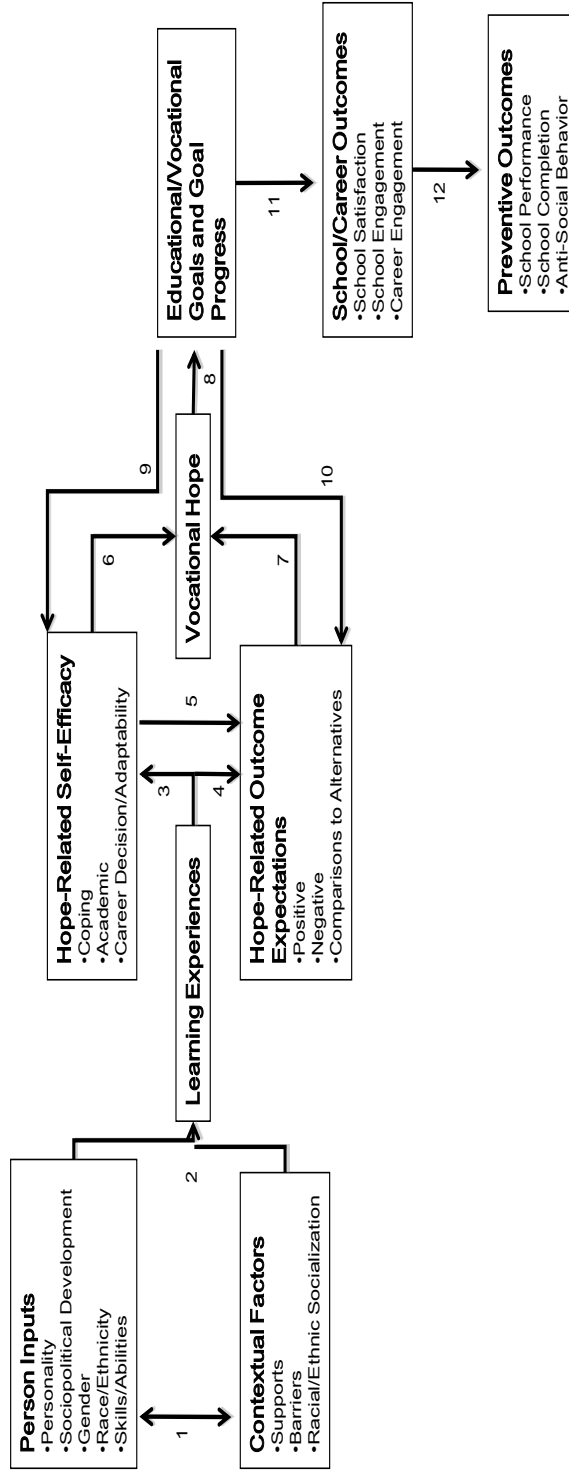 Person Inputs
•Personality
•Sociopolitical Development
•Gender
•Race/Ethnicity
•Skills/Abilities
1
Contextual Factors
•Supports
•Barriers
•Racial/Ethnic Socialization
2
Learning Experiences
3
4
Hope-Related Self-Efficacy
•Coping
•Academic
•Career Decision/Adaptability
5
Hope-Related Outcome
Expectations
•Positive
•Negative
•Comparisons to Alternatives
6
7
Vocational Hope
8
9
10
Educational/Vocational
Goals and Goal
Progress
11
School/Career Outcomes
•School Satisfaction
•School Engagement
•Career Engagement
12
Preventive Outcomes
•School Performance
•School Completion
•Anti-Social Behavior